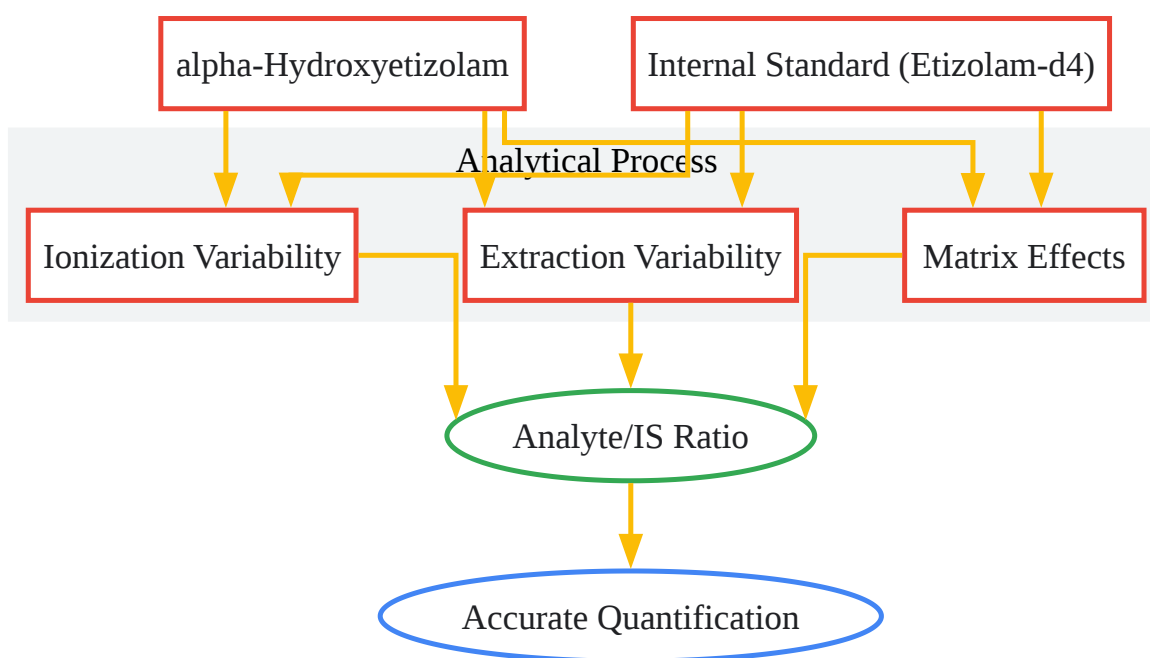 alpha-Hydroxyetizolam
Internal Standard (Etizolam-d4)
Analytical Process
Ionization Variability
Extraction Variability
Matrix Effects
Analyte/IS Ratio
Accurate Quantification